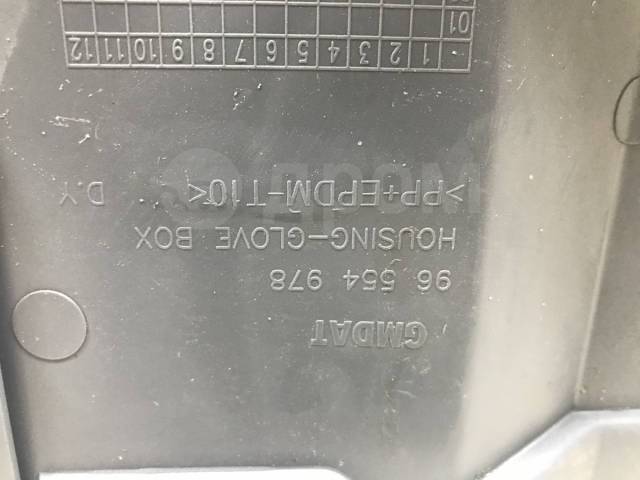 GMDAT
96 554 978
HOUSING-GLOVE BOX
>PP+EPDM-T10< D.Y
1 2 3 4 5 6 7 8 9 10 11 12
01
ДРОМ